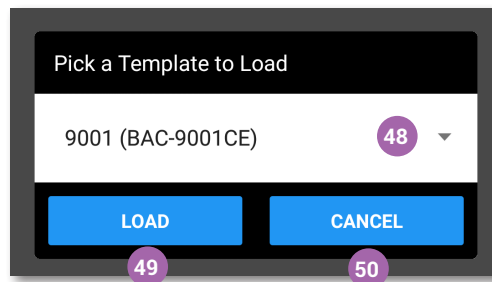 Pick a Template to Load
9001 (BAC-9001CE) 48
LOAD CANCEL
49 50